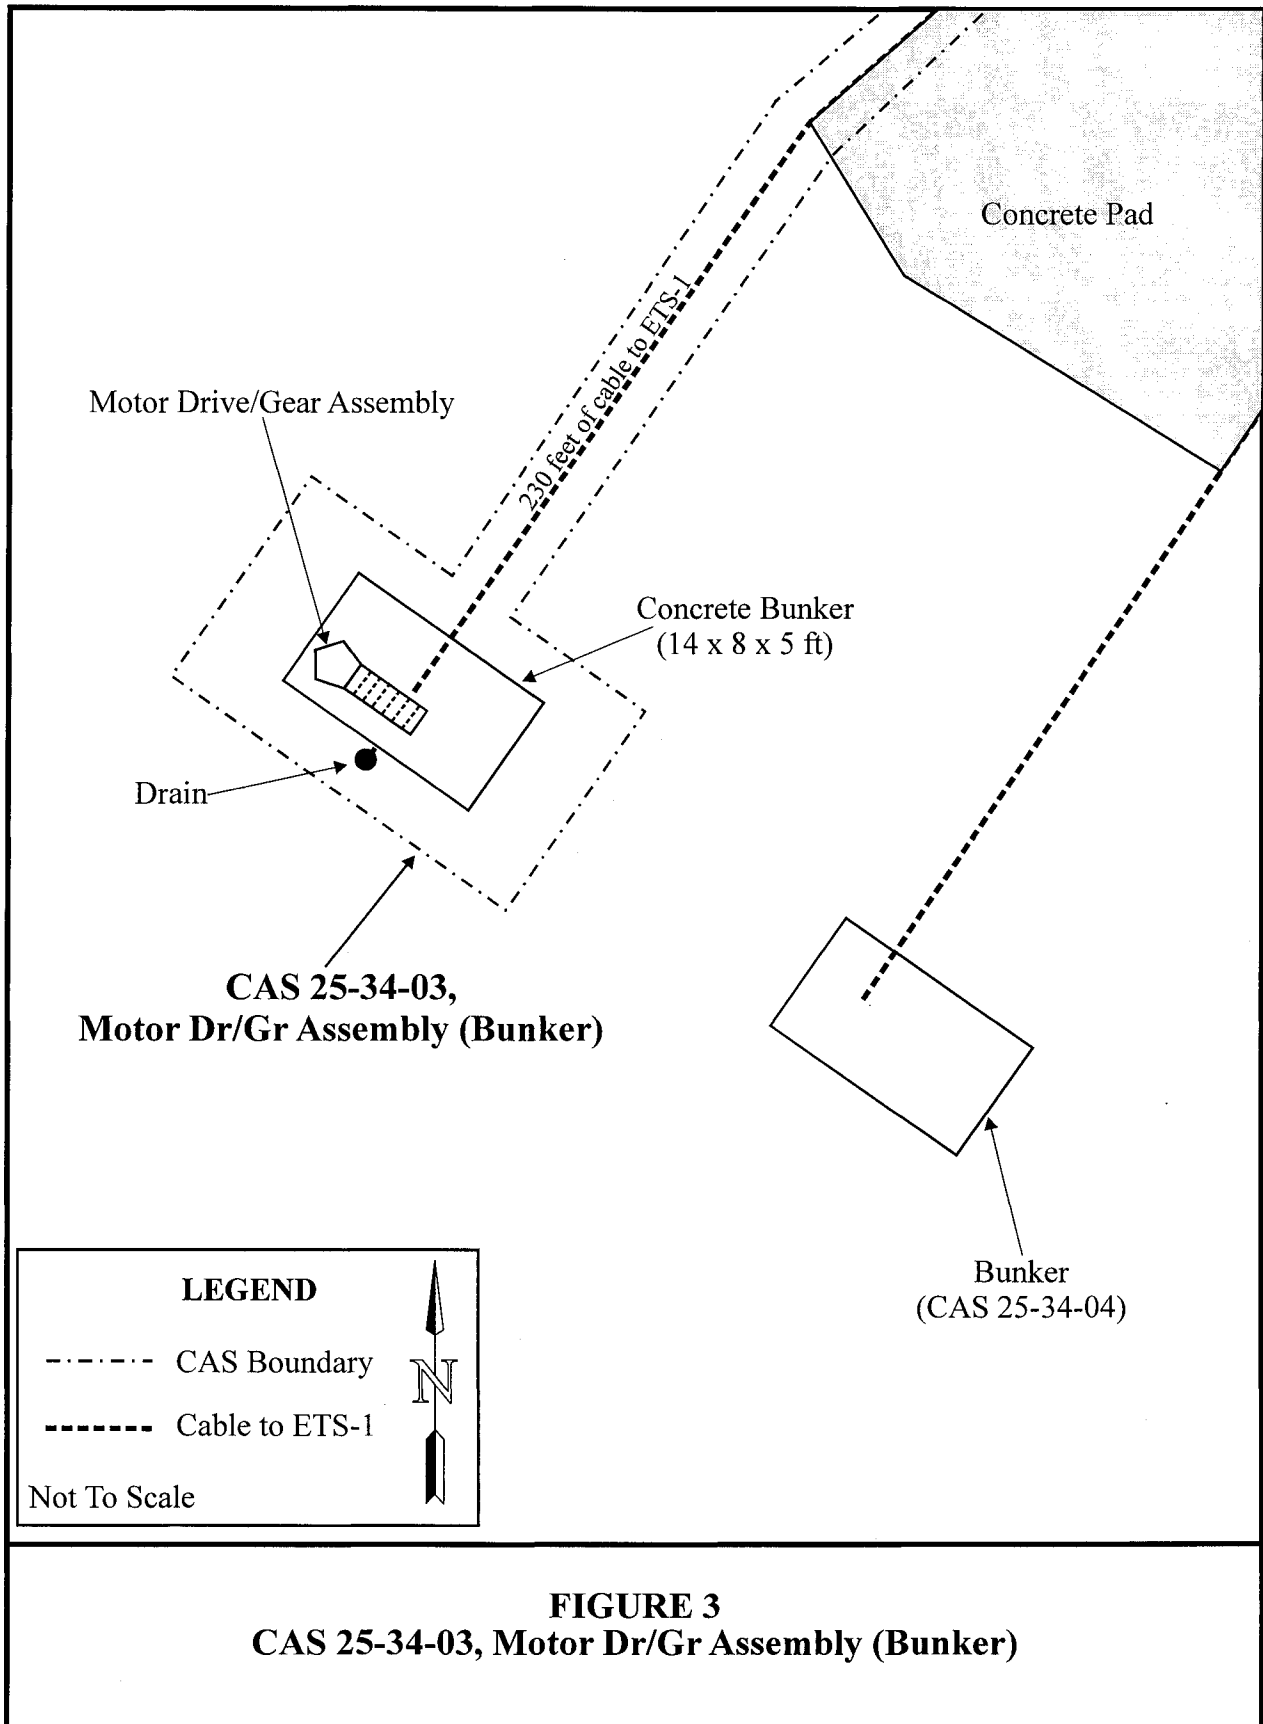 Concrete Pad
230 feet of cable to ETS-1
Motor Drive/Gear Assembly
Concrete Bunker
(14 x 8 x 5 ft)
Drain
CAS 25-34-03,
Motor Dr/Gr Assembly (Bunker)
Bunker
(CAS 25-34-04)
LEGEND
CAS Boundary
Cable to ETS-1
N
Not To Scale
FIGURE 3
CAS 25-34-03, Motor Dr/Gr Assembly (Bunker)